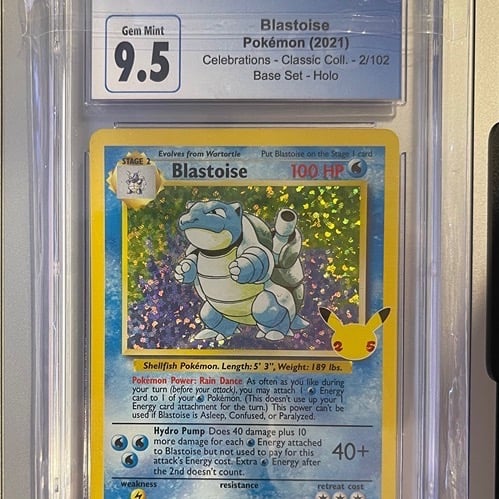 Gem Mint
9.5
Blastoise
Pokémon (2021)
Celebrations - Classic Coll. - 2/102
Base Set - Holo
STAGE 2
Evolves from Wartortle
Put Blastoise on the Stage 1 card
Blastoise
100 HP
25
Shellfish Pokémon. Length: 5' 3", Weight: 189 lbs.
Pokémon Power: Rain Dance As often as you like during
your turn (before your attack), you may attach 1 Energy
card to 1 of your Pokémon. (This doesn't use up your 1
Energy card attachment for the turn.) This power can't be
used if Blastoise is Asleep, Confused, or Paralyzed.
Hydro Pump Does 40 damage plus 10
more damage for each Energy attached
to Blastoise but not used to pay for this
attack's Energy cost. Extra Energy after
the 2nd doesn't count.
40+
weakness
resistance
retreat cost